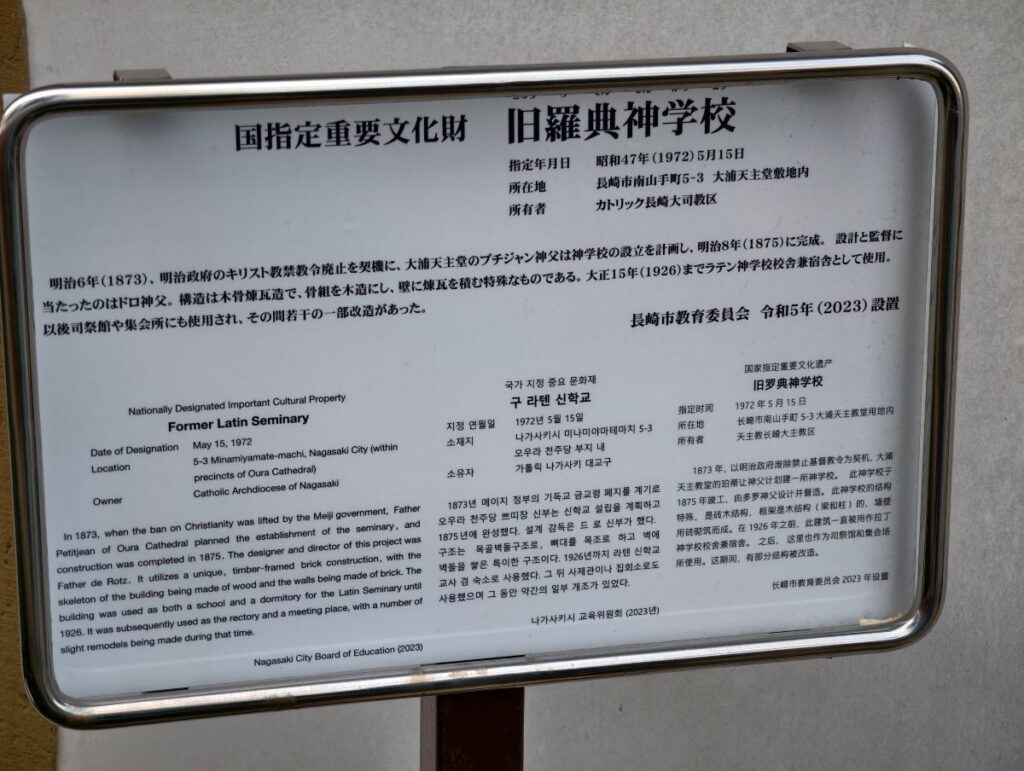 国指定重要文化財 旧羅典神学校
指定年月日 昭和47年(1972)5月15日
所在地 長崎市南山手町5-3 大浦天主堂敷地内
所有者 カトリック長崎大司教区
明治6年(1873)、明治政府のキリスト教禁教令廃止を契機に、大浦天主堂のプチジャン神父は神学校の設立を計画し、明治8年(1875)に完成。 設計と監督に
当たったのはドロ神父。構造は木骨煉瓦造で、骨組を木造にし、壁に煉瓦を積む特殊なものである。大正15年(1926)までラテン神学校校舎兼宿舎として使用。
以後司祭館や集会所にも使用され、その間若干の一部改造があった。
長崎市教育委員会 令和5年(2023)設置
Nationally Designated Important Cultural Property
Former Latin Seminary
Date of Designation May 15, 1972
Location 5-3 Minamiyamate-machi, Nagasaki City (within
precincts of Oura Cathedral)
Owner Catholic Archdiocese of Nagasaki
In 1873, when the ban on Christianity was lifted by the Meiji government, Father
Petitjean of Oura Cathedral planned the establishment of the seminary, and
construction was completed in 1875. The designer and director of this project was
Father de Rotz. It utilizes a unique, timber-framed brick construction, with the
skeleton of the building being made of wood and the walls being made of brick. The
building was used as both a school and a dormitory for the Latin Seminary until
1926. It was subsequently used as the rectory and a meeting place, with a number of
slight remodels being made during that time.
Nagasaki City Board of Education (2023)
국가 지정 중요 문화재
구 라텐 신학교
지정 연월일 1972년 5월 15일
소재지 나가사키시 미나미야마테마치 5-3
오우라 천주당 부지 내
소유자 가톨릭 나가사키 대교구
1873년 메이지 정부의 기독교 금교령 폐지를 계기로
오우라 천주당 쁘띠장 신부는 신학교 설립을 계획하고
1875년에 완성했다. 설계 감독은 드 로 신부가 했다.
구조는 목골벽돌구조로, 뼈대를 목조로 하고 벽에
벽돌을 쌓은 특이한 구조이다. 1926년까지 라텐 신학교
교사 겸 숙소로 사용했다. 그 뒤 사제관이나 집회소로도
사용했으며 그 동안 약간의 일부 개조가 있었다.
나가사키시 교육위원회 (2023년)
国家指定重要文化遗产
旧罗典神学校
指定时间 1972 年 5 月 15 日
所在地 长崎市南山手町 5-3 大浦天主教堂用地内
所有者 天主教长崎大主教区
1873 年，以明治政府废除禁止基督教令为契机、大浦
天主教堂的珀蒂让神父计划建一所神学校。 此神学校于
1875 年竣工，由多罗神父设计并督造。此神学校的结构
特殊，是砖木结构，框架是木结构（梁和柱）的，墙壁
用砖砌筑而成。在 1926 年之前，此建筑一直被用作拉丁
神学校校舍兼宿舍。 之后， 这里也作为司祭馆和集会场
所使用。这期间，有部分结构被改造。
长崎市教育委员会 2023 年设置